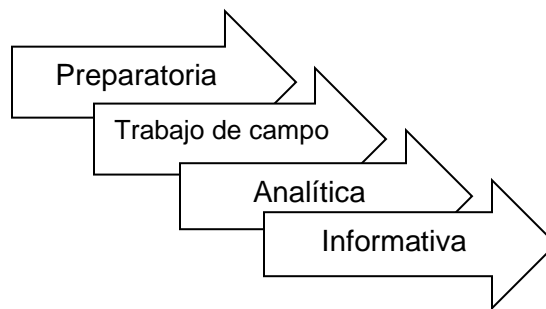 Preparatoria
Trabajo de campo
Analítica
Informativa